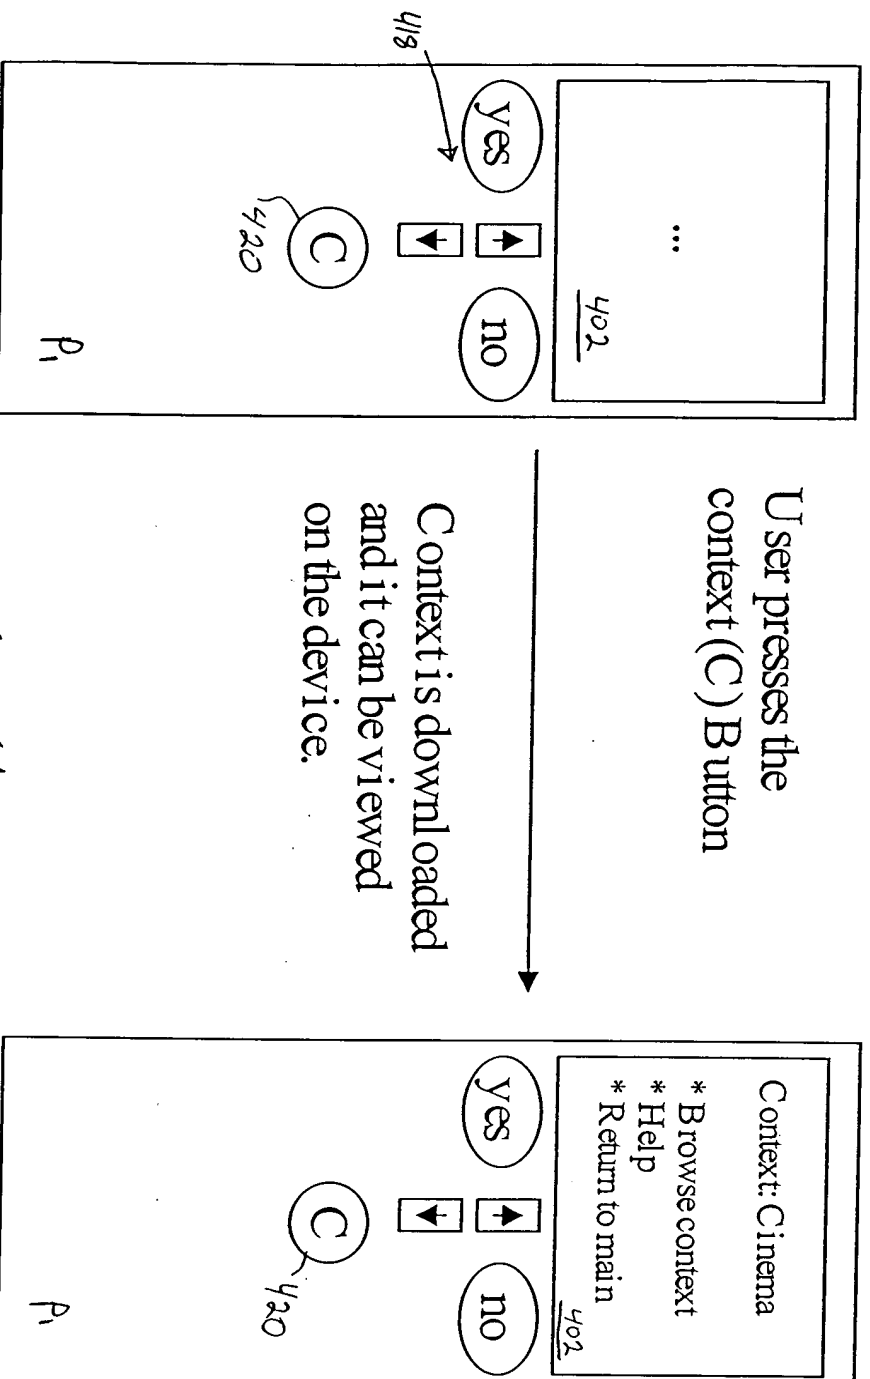 ...
402
yes
no
C
418
420
P1
User presses the
context (C) Button
Context is downloaded
and it can be viewed
on the device.
Context: Cinema
* Browse context
* Help
* Return to main
402
yes
no
C
420
P1